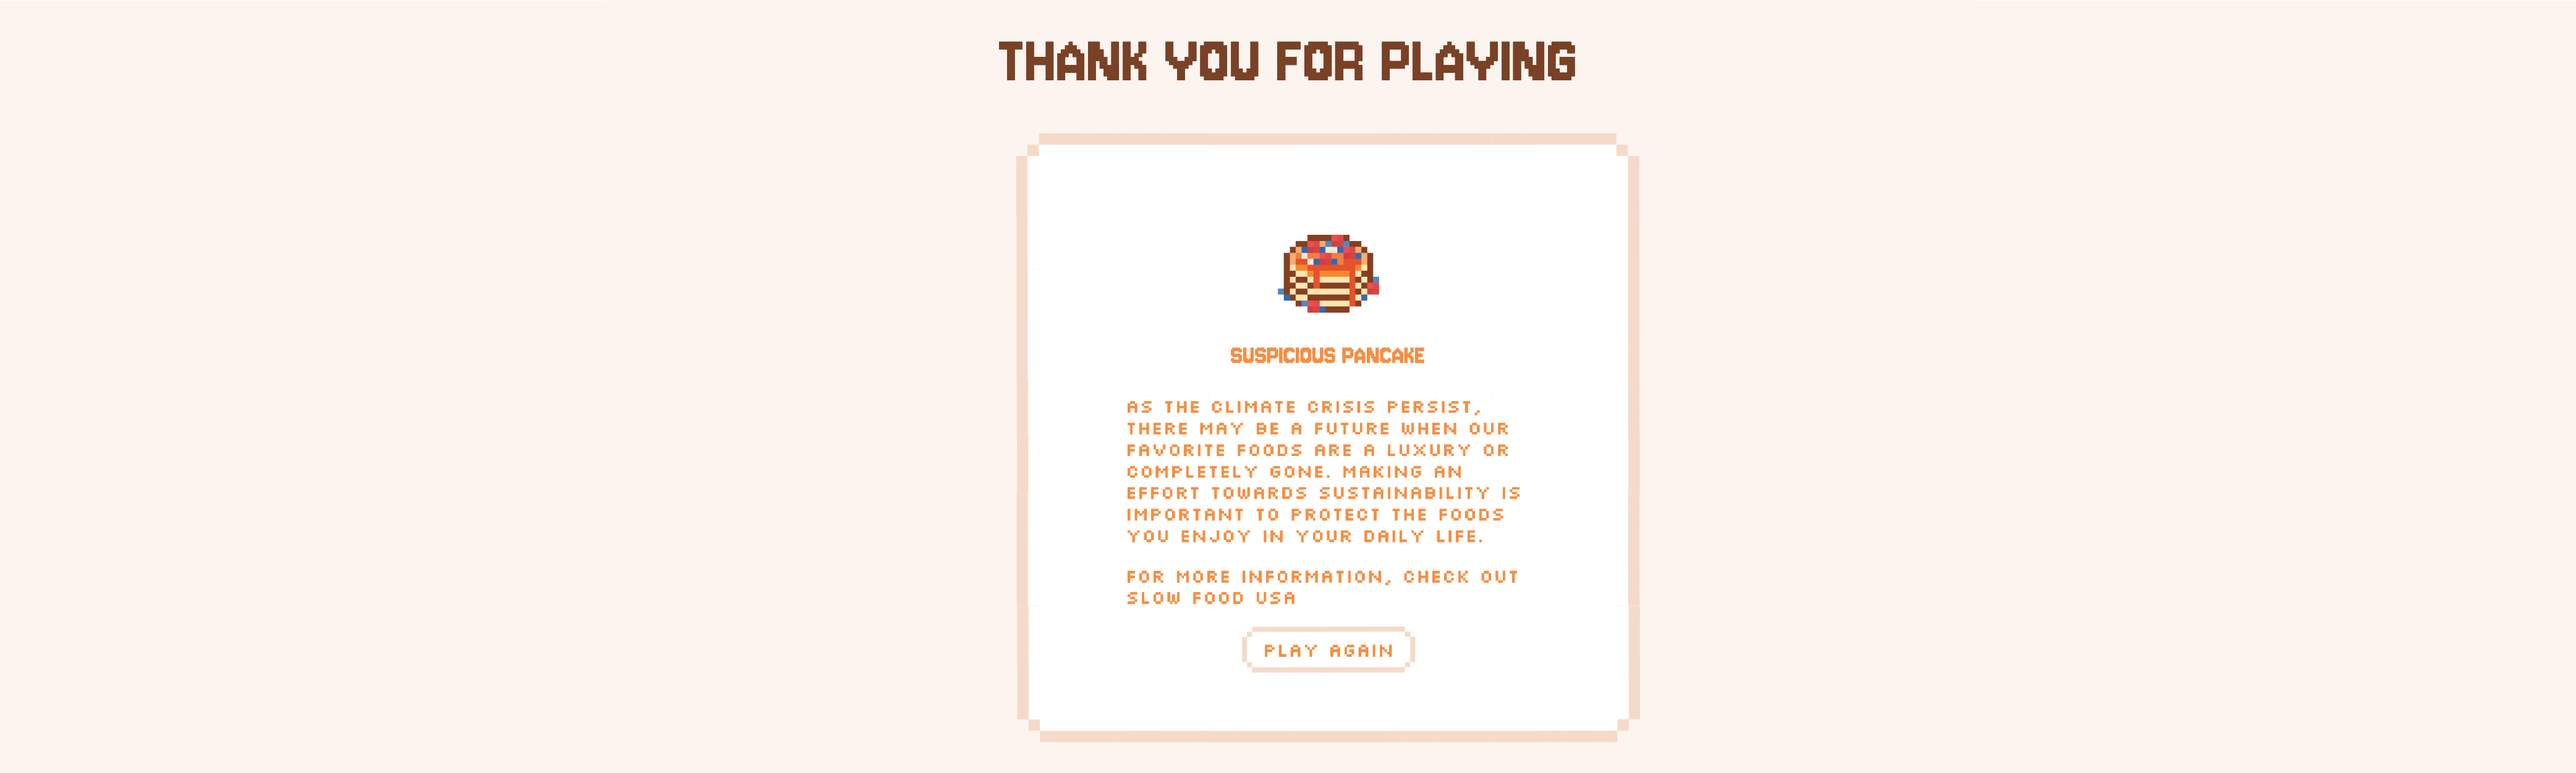 THANK YOU FOR PLAYING
SUSPICIOUS PANCAKE
AS THE CLIMATE CRISIS PERSIST,
THERE MAY BE A FUTURE WHEN OUR
FAVORITE FOODS ARE A LUXURY OR
COMPLETELY GONE. MAKING AN
EFFORT TOWARDS SUSTAINABILITY IS
IMPORTANT TO PROTECT THE FOODS
YOU ENJOY IN YOUR DAILY LIFE.
FOR MORE INFORMATION, CHECK OUT
SLOW FOOD USA
PLAY AGAIN